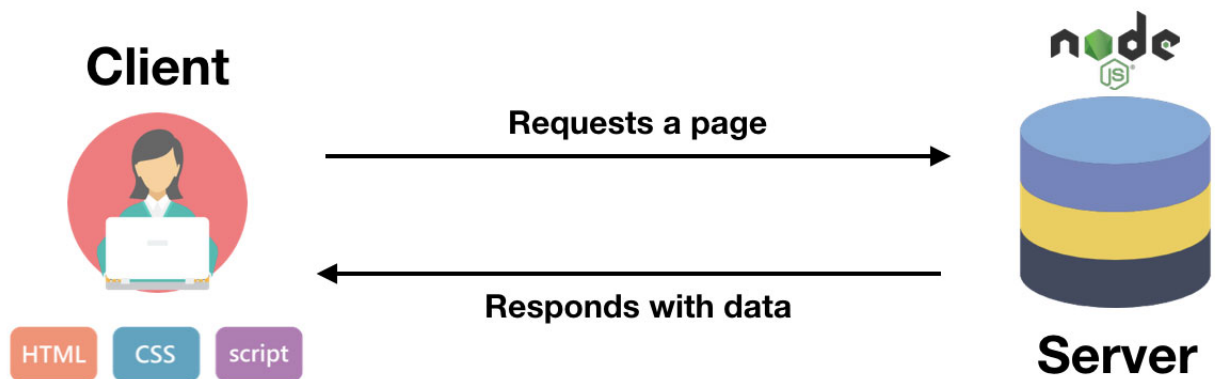 Client
node
JS
Requests a page
Responds with data
HTML
CSS
script
Server